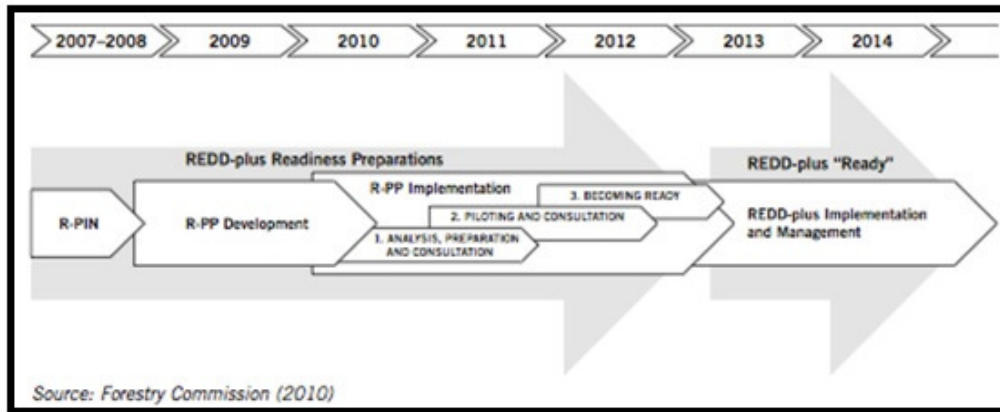 2007–2008 2009 2010 2011 2012 2013 2014
REDD-plus Readiness Preparations
REDD-plus "Ready"
R-PIN
R-PP Development
R-PP Implementation
3. BECOMING READY
2. PILOTING AND CONSULTATION
1. ANALYSIS, PREPARATION
AND CONSULTATION
REDD-plus Implementation
and Management
Source: Forestry Commission (2010)